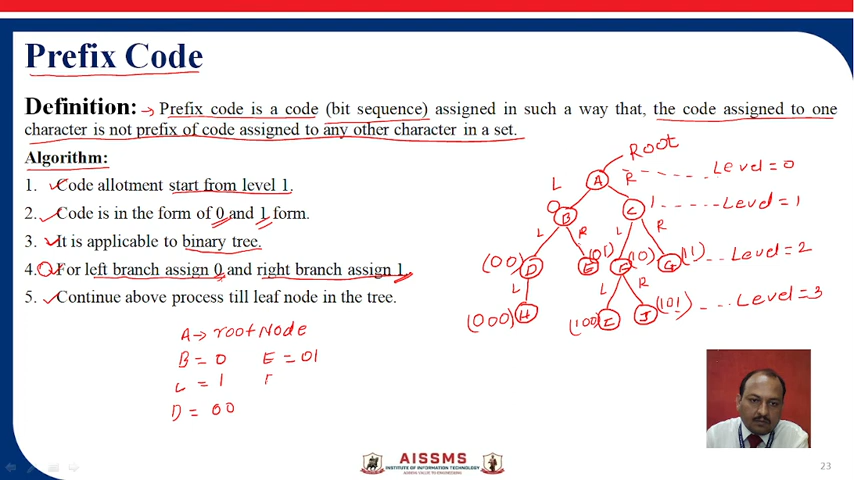 Prefix Code
Definition: → Prefix code is a code (bit sequence) assigned in such a way that, the code assigned to one
character is not prefix of code assigned to any other character in a set.
Algorithm:
1. Code allotment start from level 1.
2. Code is in the form of 0 and 1 form.
3. It is applicable to binary tree.
4. For left branch assign 0 and right branch assign 1.
5. Continue above process till leaf node in the tree.
Root
A
Level=0
L R
0 B
C 1
Level=1
L R L R
(00) D
E (01)
(10)
G (11)
Level=2
L L R
(000) H
(100) I
J (101)
Level=3
A → root Node
B = 0 E = 01
C = 1
D = 00
AISSMS
INSTITUTE OF INFORMATION TECHNOLOGY
ADDING VALUE TO ENGINEERING
23